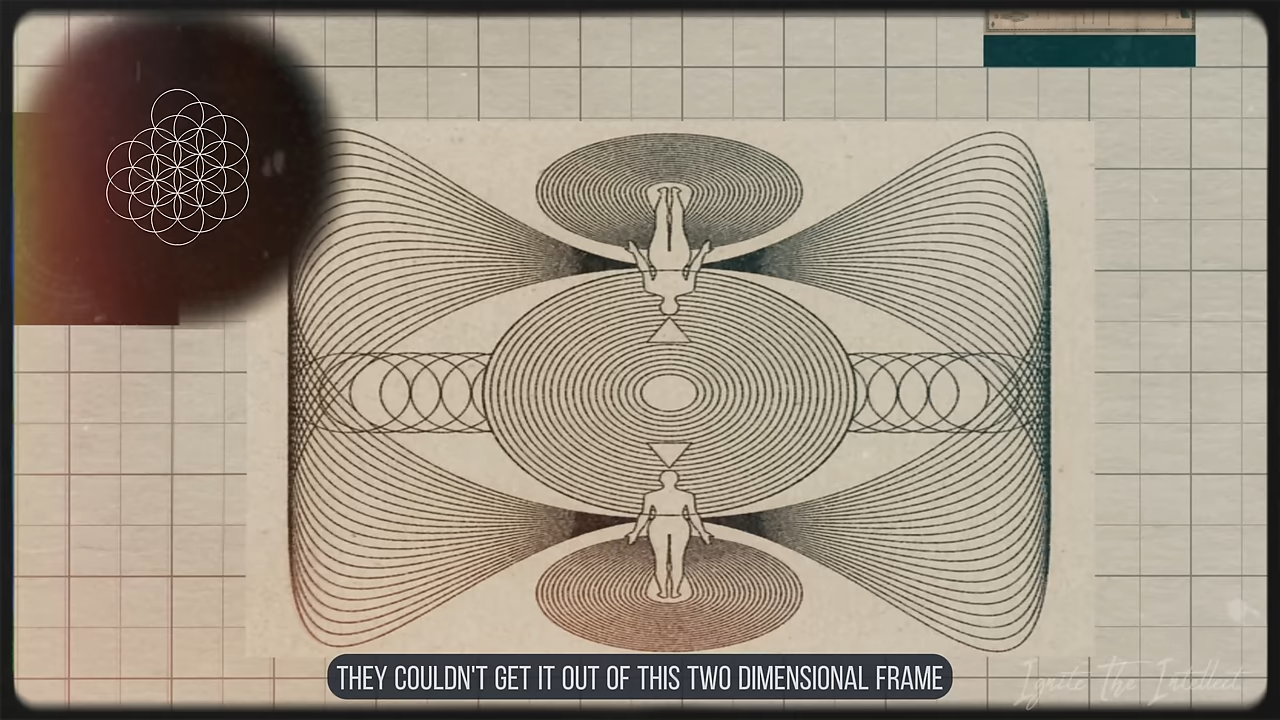 THEY COULDN'T GET IT OUT OF THIS TWO DIMENSIONAL FRAME
Ignite The Intellect